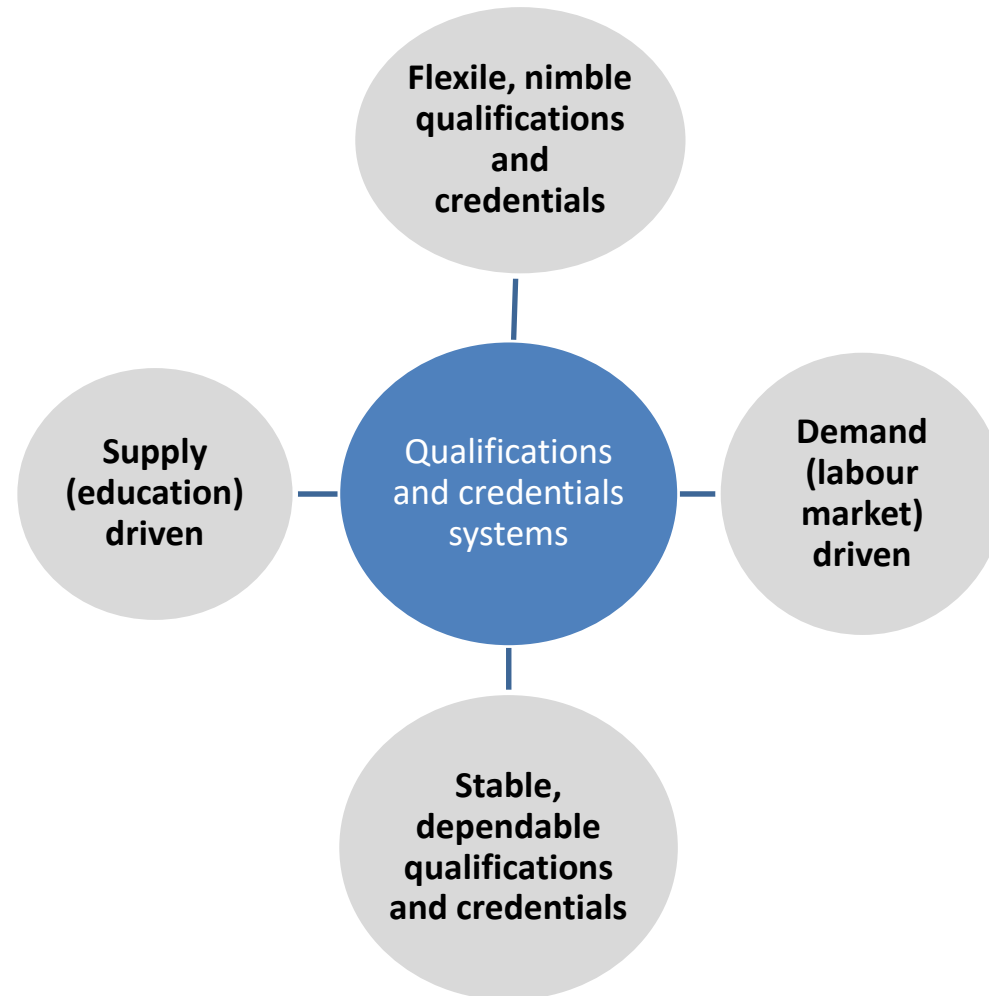 Flexile, nimble
qualifications
and
credentials
Supply
(education)
driven
Qualifications
and credentials
systems
Demand
(labour
market)
driven
Stable,
dependable
qualifications
and credentials